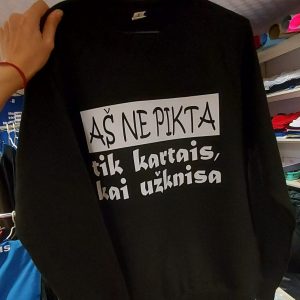 AŠ NE PIKTA
tik kartais,
kai užknisa